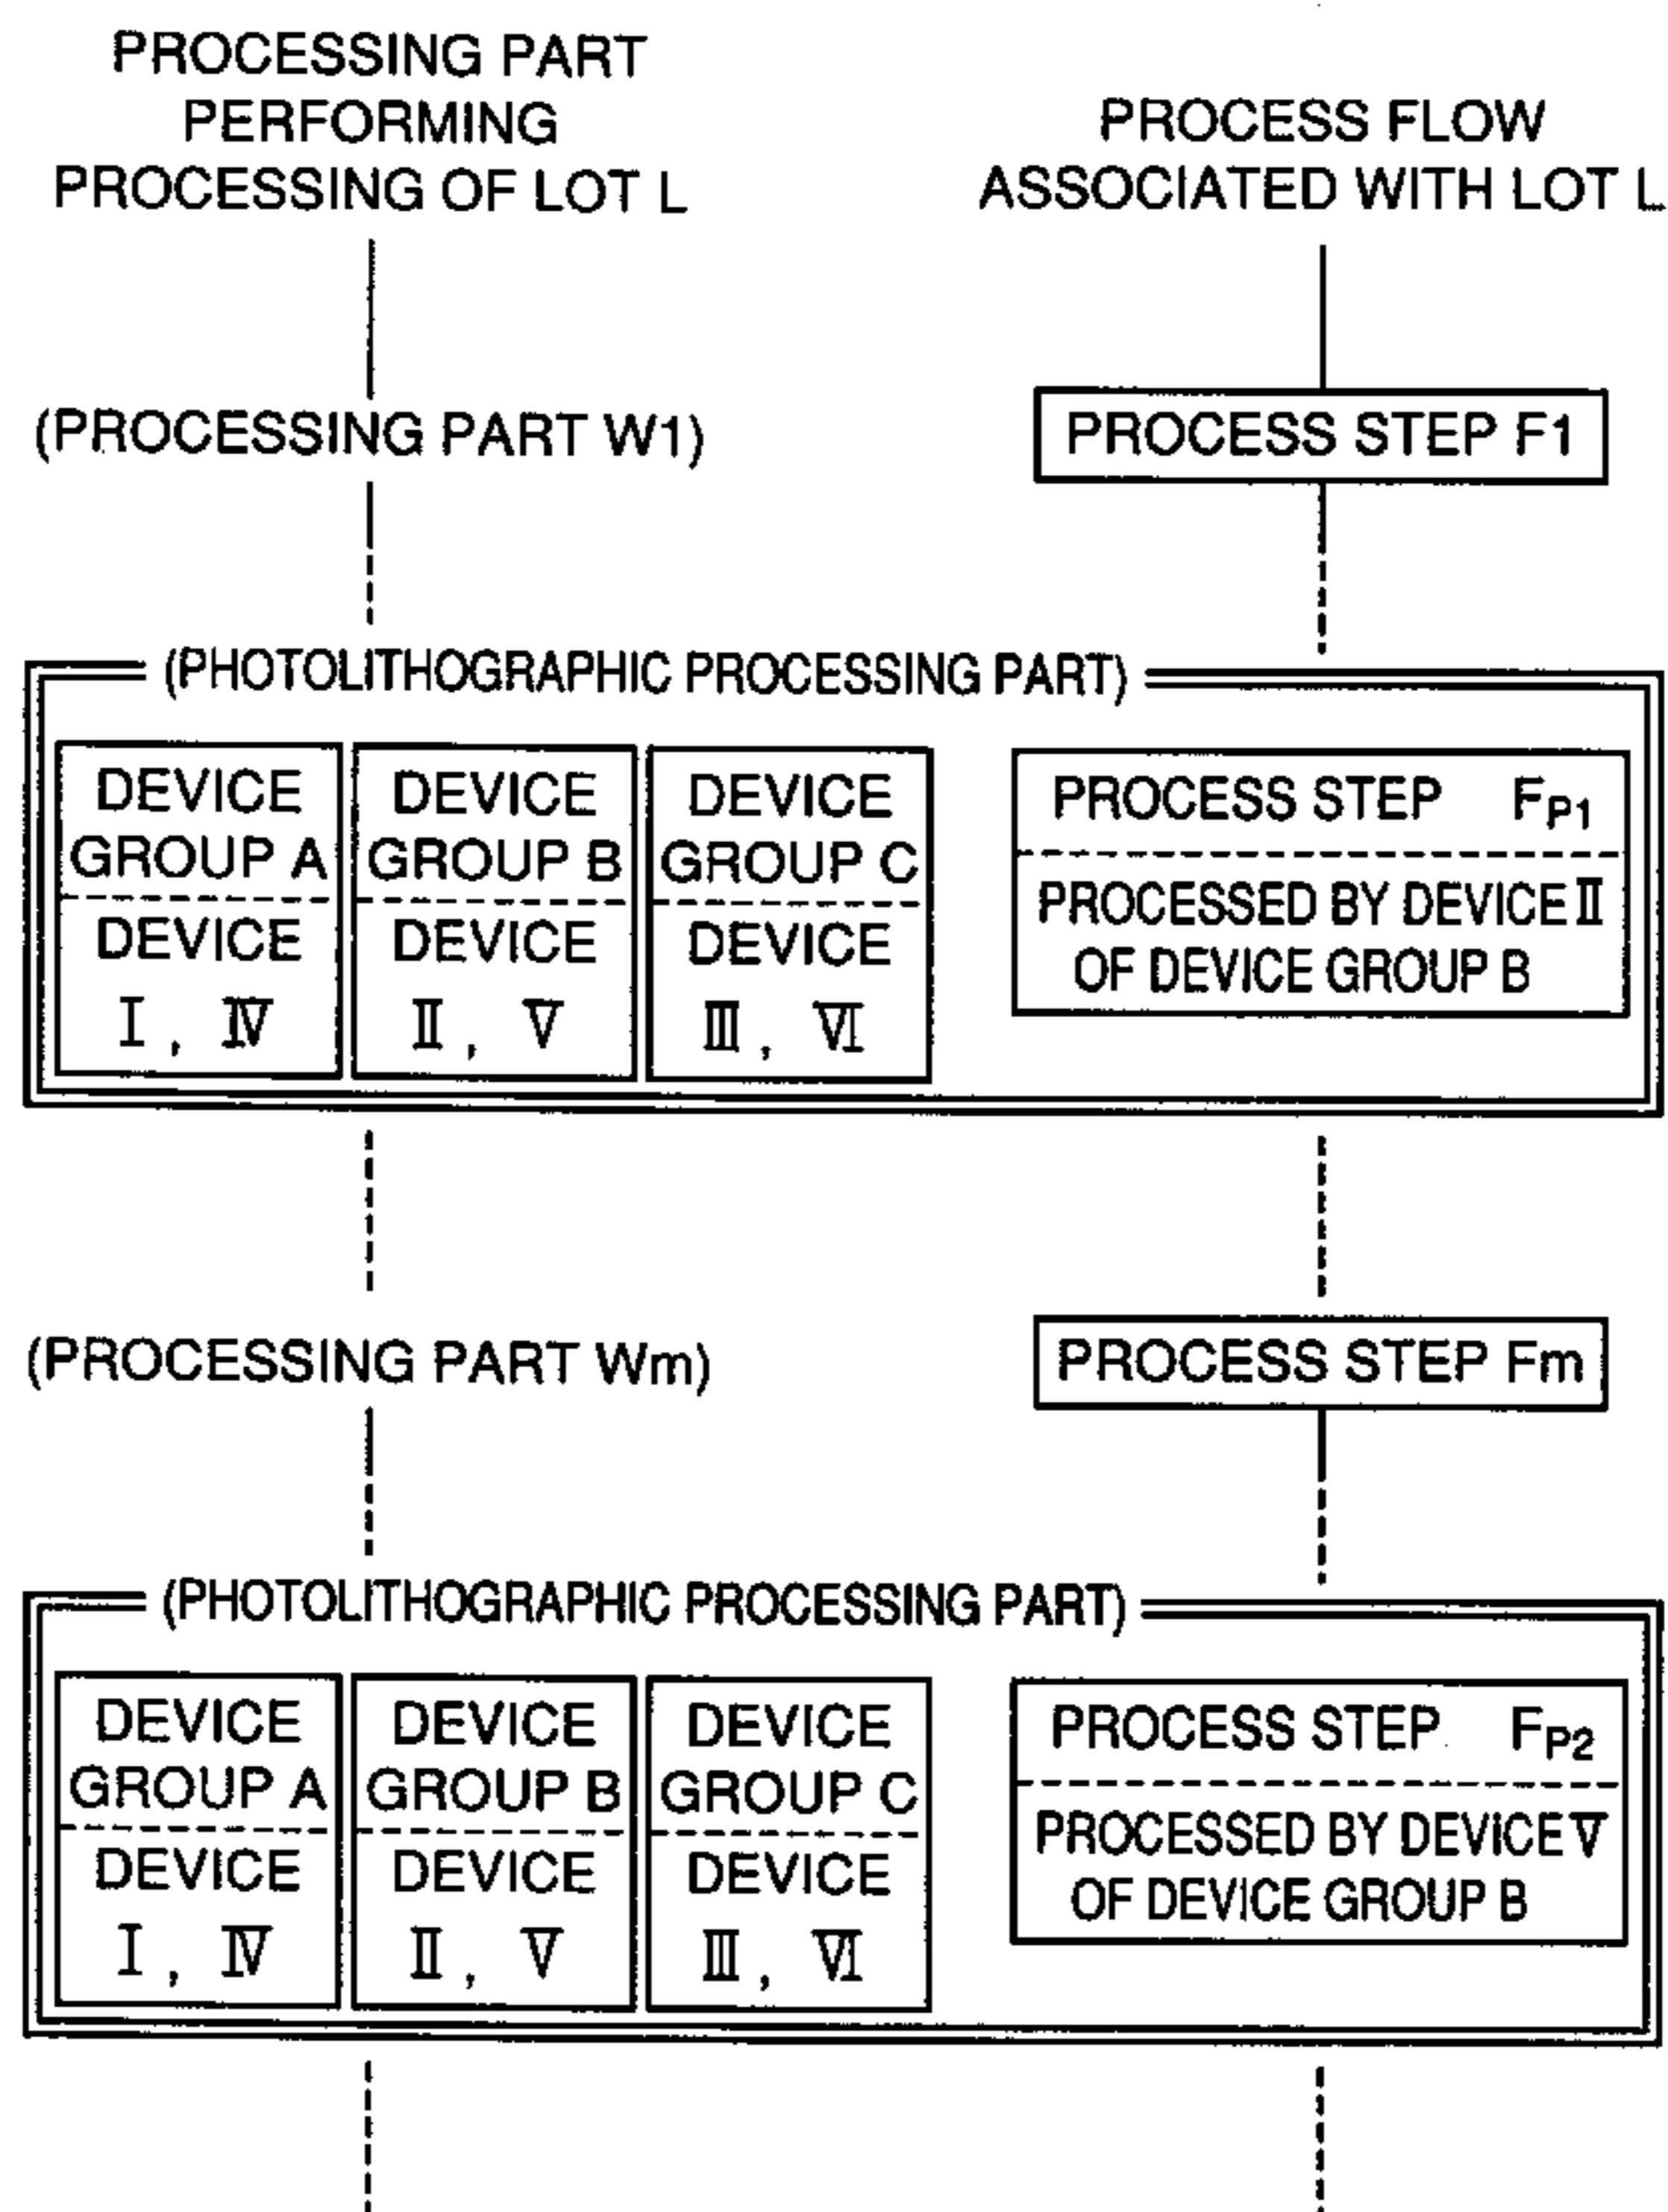 PROCESSING PART
PERFORMING
PROCESSING OF LOT L
PROCESS FLOW
ASSOCIATED WITH LOT L
(PROCESSING PART W1)
PROCESS STEP F1
(PHOTOLITHOGRAPHIC PROCESSING PART)
DEVICE
GROUP A
DEVICE
I, IV
DEVICE
GROUP B
DEVICE
II, V
DEVICE
GROUP C
DEVICE
III, VI
PROCESS STEP FP1
PROCESSED BY DEVICE II
OF DEVICE GROUP B
(PROCESSING PART Wm)
PROCESS STEP Fm
(PHOTOLITHOGRAPHIC PROCESSING PART)
DEVICE
GROUP A
DEVICE
I, IV
DEVICE
GROUP B
DEVICE
II, V
DEVICE
GROUP C
DEVICE
III, VI
PROCESS STEP FP2
PROCESSED BY DEVICE V
OF DEVICE GROUP B